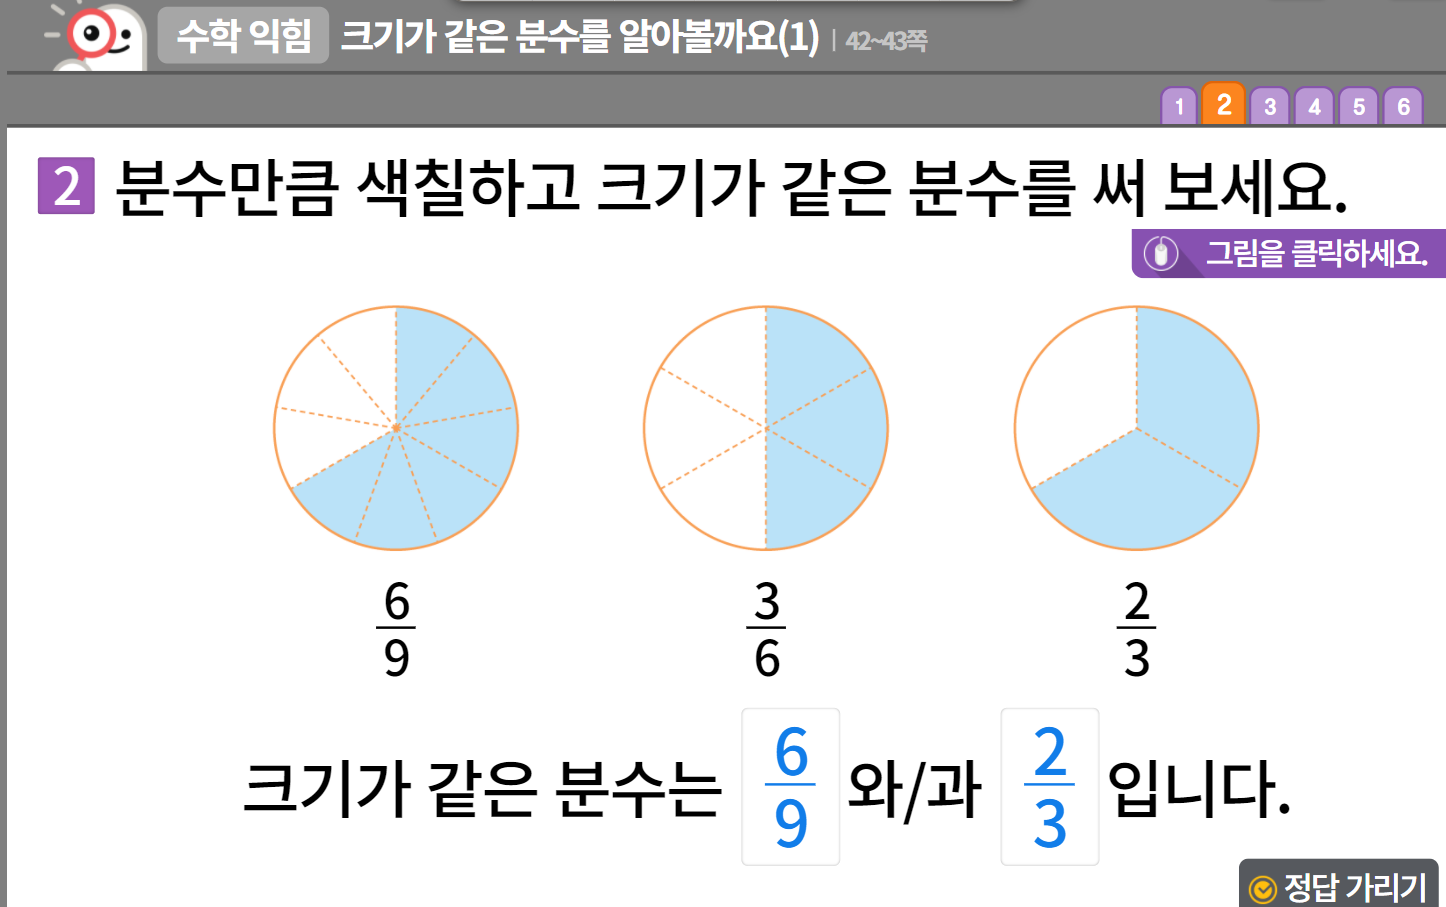 수학 익힘 크기가 같은 분수를 알아볼까요(1) | 42~43쪽
1 2 3 4 5 6
2 분수만큼 색칠하고 크기가 같은 분수를 써 보세요.
그림을 클릭하세요.
6/9 3/6 2/3
크기가 같은 분수는 6/9 와/과 2/3 입니다.
정답 가리기